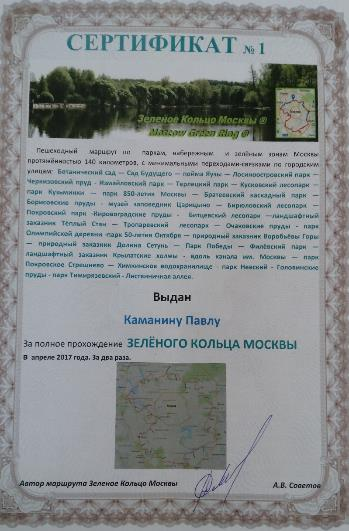 СЕРТИФИКАТ № 1
Зеленое Кольцо Москвы ®
Moscow Green Ring ®
Пешеходный маршрут по паркам, набережным и зелёным зонам Москвы
протяжённостью 140 километров, с минимальными переходами-связками по городским
улицам: Ботанический сад — Сад Будущего — пойма Яузы — Лосиноостровский парк —
Черкизовский пруд - Измайловский парк — Терлецкий парк — Кусковский лесопарк —
парк Кузьминки — парк 850-летия Москвы — Братеевский каскадный парк —
Борисовские пруды - музей заповедник Царицыно — Бирюлевский лесопарк —
Покровский парк -Кировоградские пруды - Битцевский лесопарк —ландшафтный
заказник Тёплый Стан — Тропаревский лесопарк — Очаковские пруды - парк
Олимпийской деревни -парк 50-летия Октября — природный заказник Воробьёвы Горы
— природный заказник Долина Сетунь — Парк Победы — Филёвский парк —
ландшафтный заказник Крылатские холмы - вдоль канала им. Москвы — парк
Покровское Стрешнево — Химкинское водохранилище - парк Невский - Головинские
пруды - парк Тимирязевский - Лиственничная аллея.
Выдан
Каманину Павлу
За полное прохождение ЗЕЛЁНОГО КОЛЬЦА МОСКВЫ
В апреле 2017 года. За два раза.
Автор маршрута Зеленое Кольцо Москвы А.В. Советов